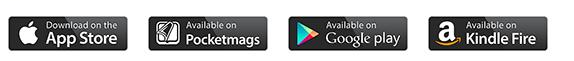 Download on the
App Store
Available on
Pocketmags
Available on
Google play
a
Available on
Kindle Fire